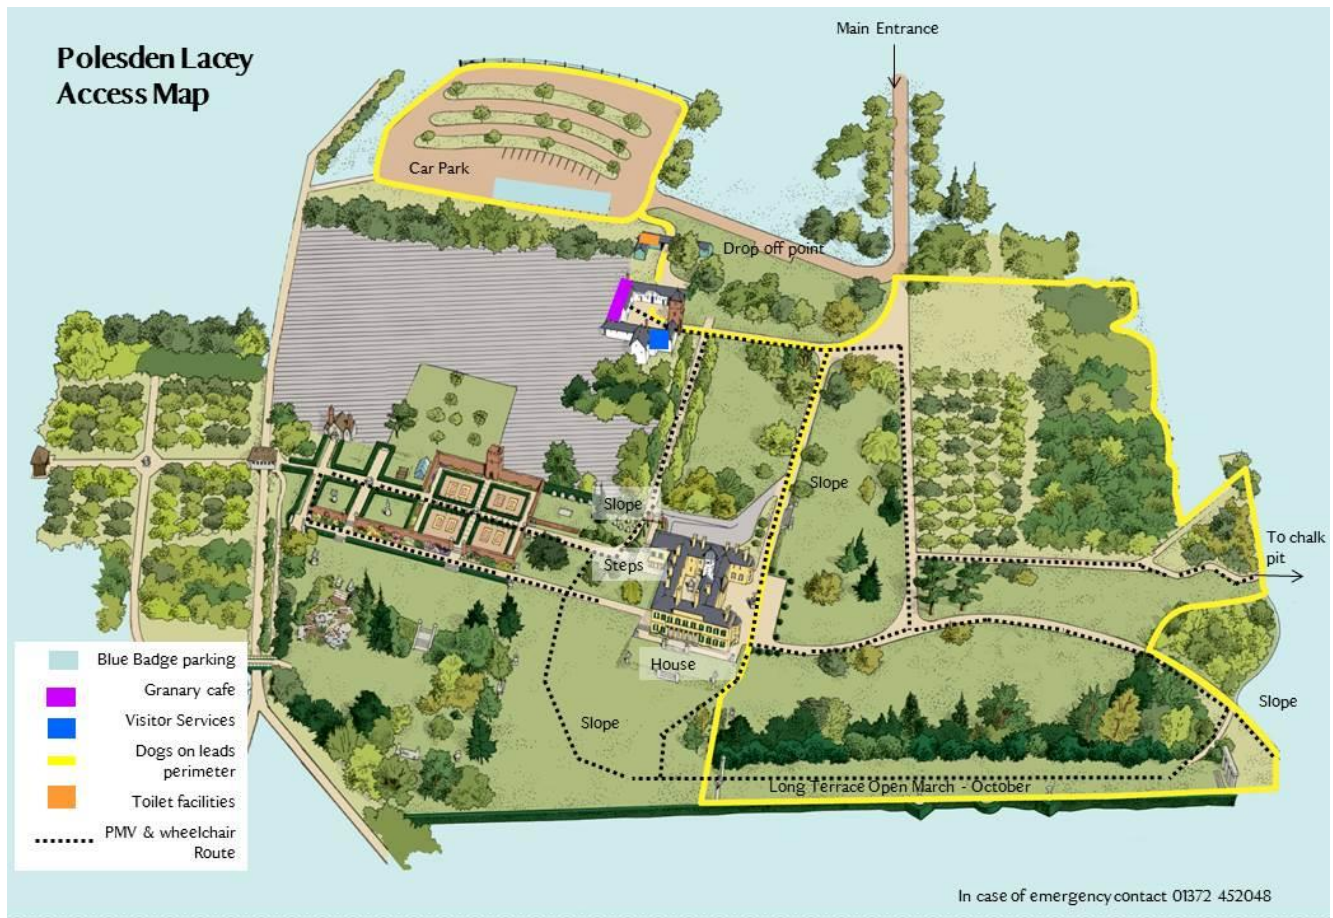 Polesden Lacey
Access Map
Main Entrance
Car Park
Drop off point
Slope
Slope
Steps
To chalk
pit
House
Slope
Slope
Long Terrace Open March - October
Blue Badge parking
Granary cafe
Visitor Services
Dogs on leads
perimeter
Toilet facilities
PMV & wheelchair
Route
In case of emergency contact 01372 452048